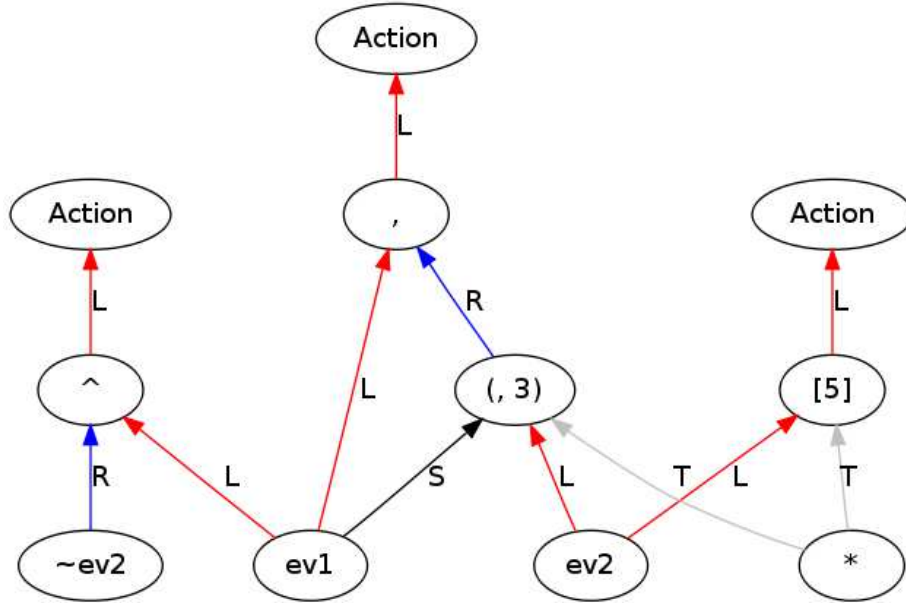 Action
L
Action
Action
,
L
R
L
^
(, 3)
[5]
L
R
L
S
L
T
L
T
~ev2
ev1
ev2
*